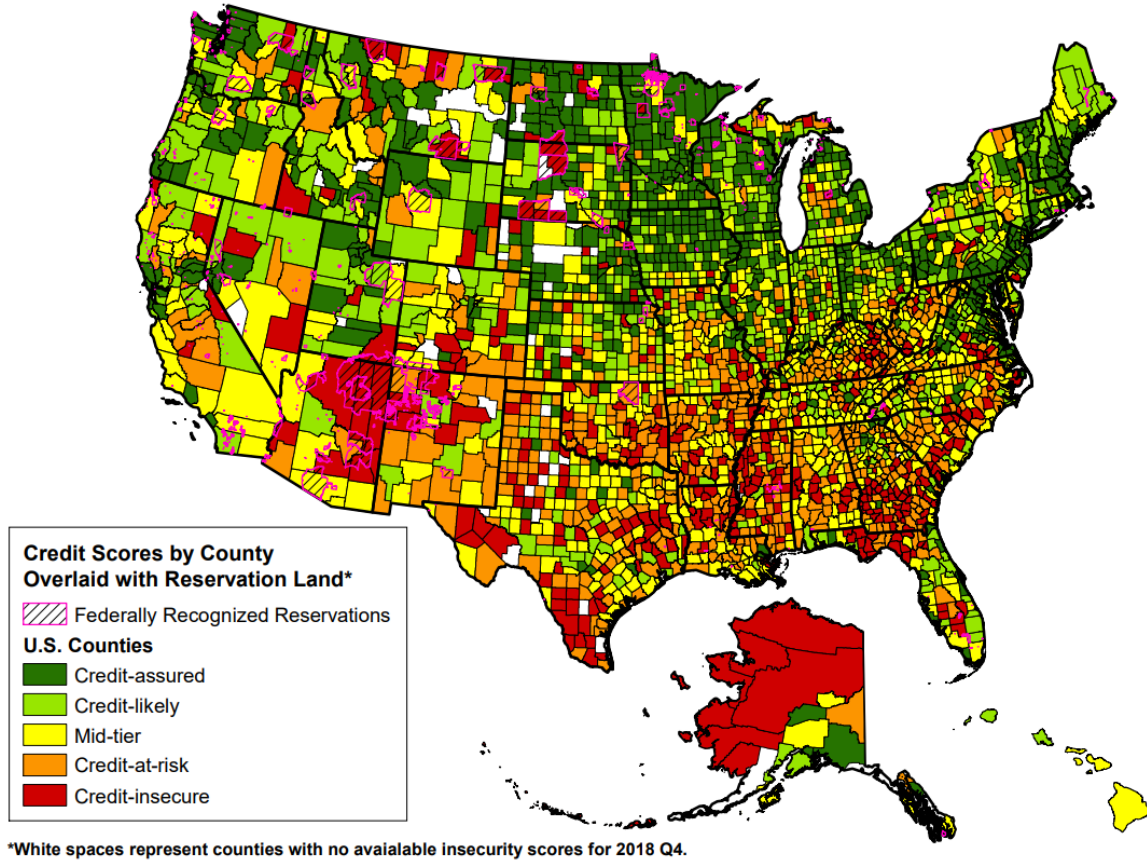 Credit Scores by County
Overlaid with Reservation Land*
Federally Recognized Reservations
U.S. Counties
Credit-assured
Credit-likely
Mid-tier
Credit-at-risk
Credit-insecure
*White spaces represent counties with no avaialable insecurity scores for 2018 Q4.